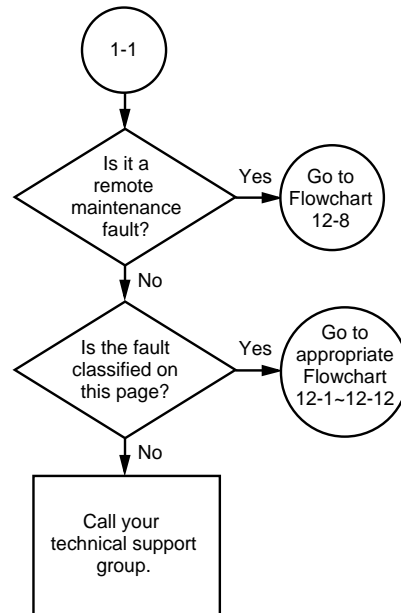 1-1
Is it a
remote
maintenance
fault?
Yes
Go to
Flowchart
12-8
No
Is the fault
classified on
this page?
Yes
Go to
appropriate
Flowchart
12-1~12-12
No
Call your
technical support
group.